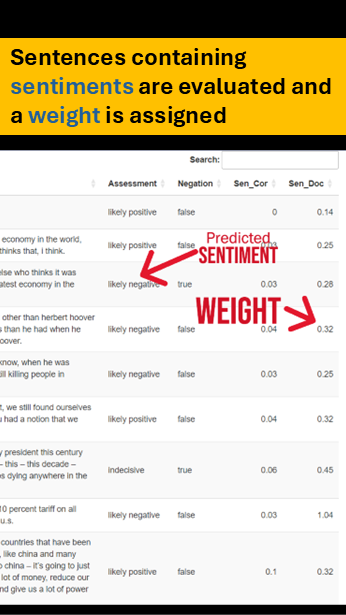 Sentences containing
sentiments are evaluated and
a weight is assigned
Search:
Assessment Negation Sen_Cor Sen_Doc
likely positive false 0 0.14
economy in the world,
thinks that, i think.
likely positive false 0.03 0.25
Predicted
SENTIMENT
else who thinks it was
atest economy in the
likely negative true 0.03 0.28
WEIGHT
other than herbert hoover
s than he had when he
oover.
likely negative false 0.04 0.32
know, when he was
ill killing people in
likely negative false 0.03 0.25
t, we still found ourselves
u had a notion that we
likely positive false 0.04 0.32
y president this century
– this – this decade –
s dying anywhere in the
indecisive true 0.06 0.45
10 percent tariff on all
u.s.
likely negative false 0.03 1.04
countries that have been
, like china and many
o china – it's going to just
lot of money, reduce our
nd give us a lot of power
likely positive false 0.1 0.32